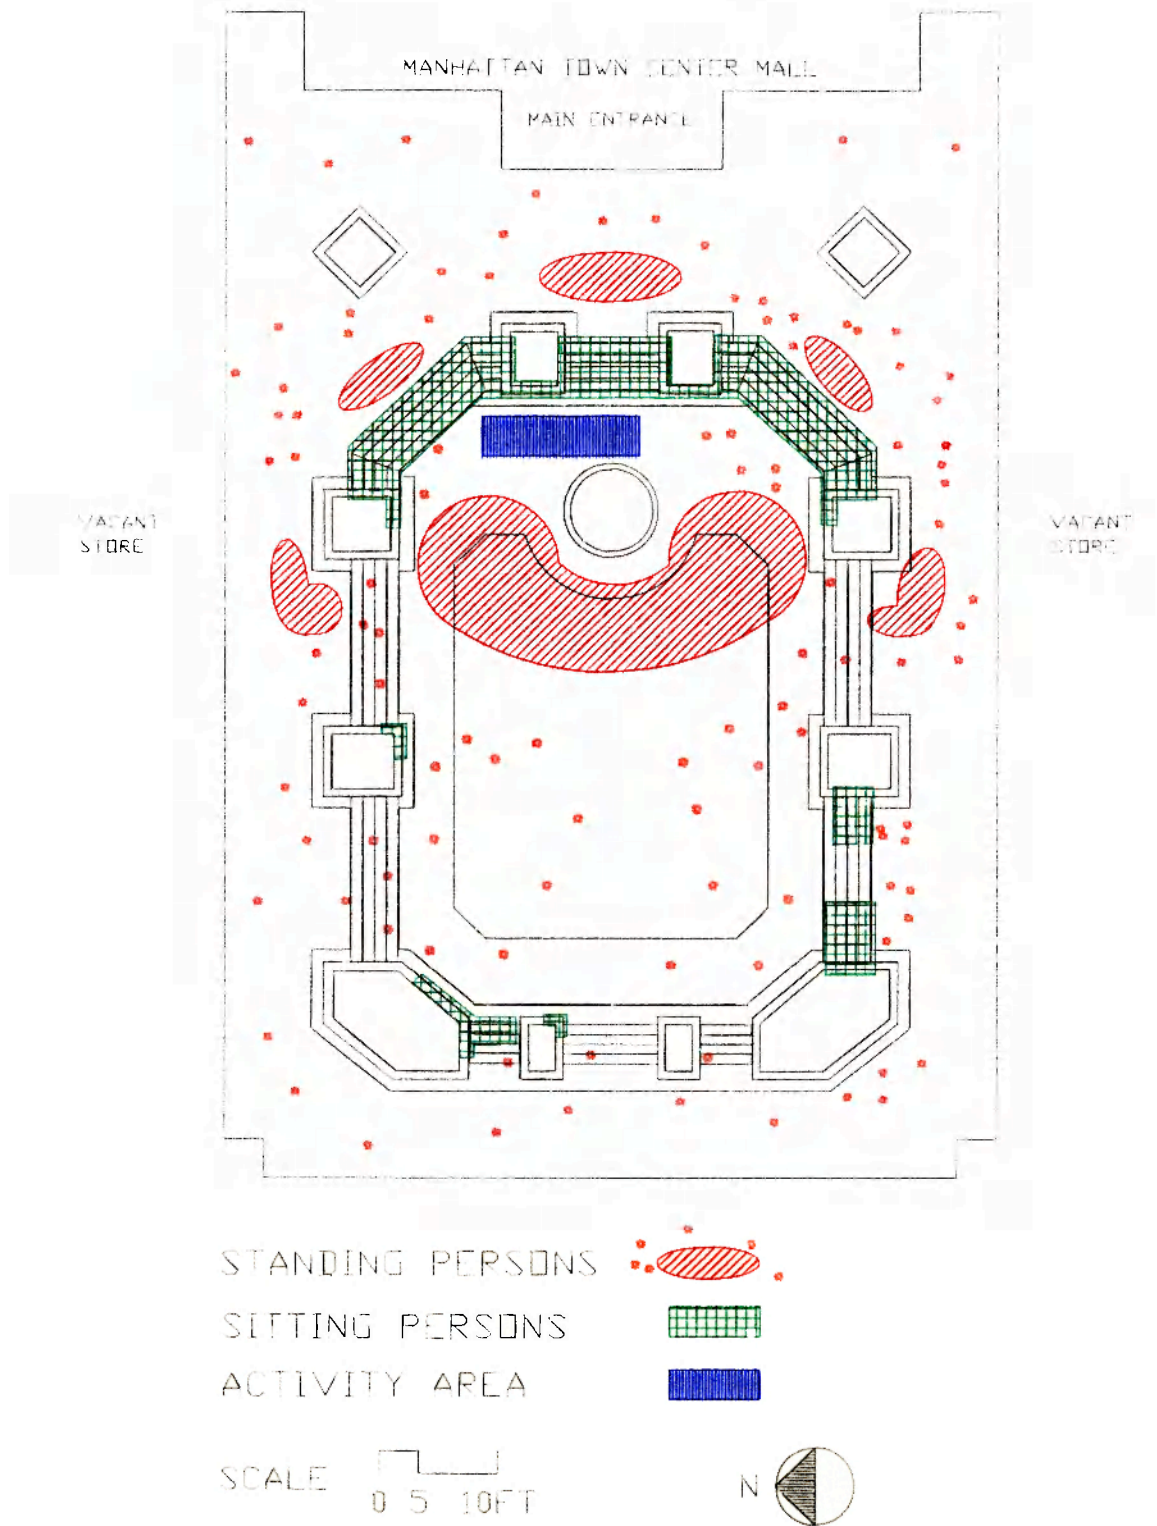 MANHATTAN TOWN CENTER MALL
MAIN ENTRANCE
VACANT
STORE
VACANT
STORE
STANDING PERSONS
SITTING PERSONS
ACTIVITY AREA
SCALE
0 5 10FT
N